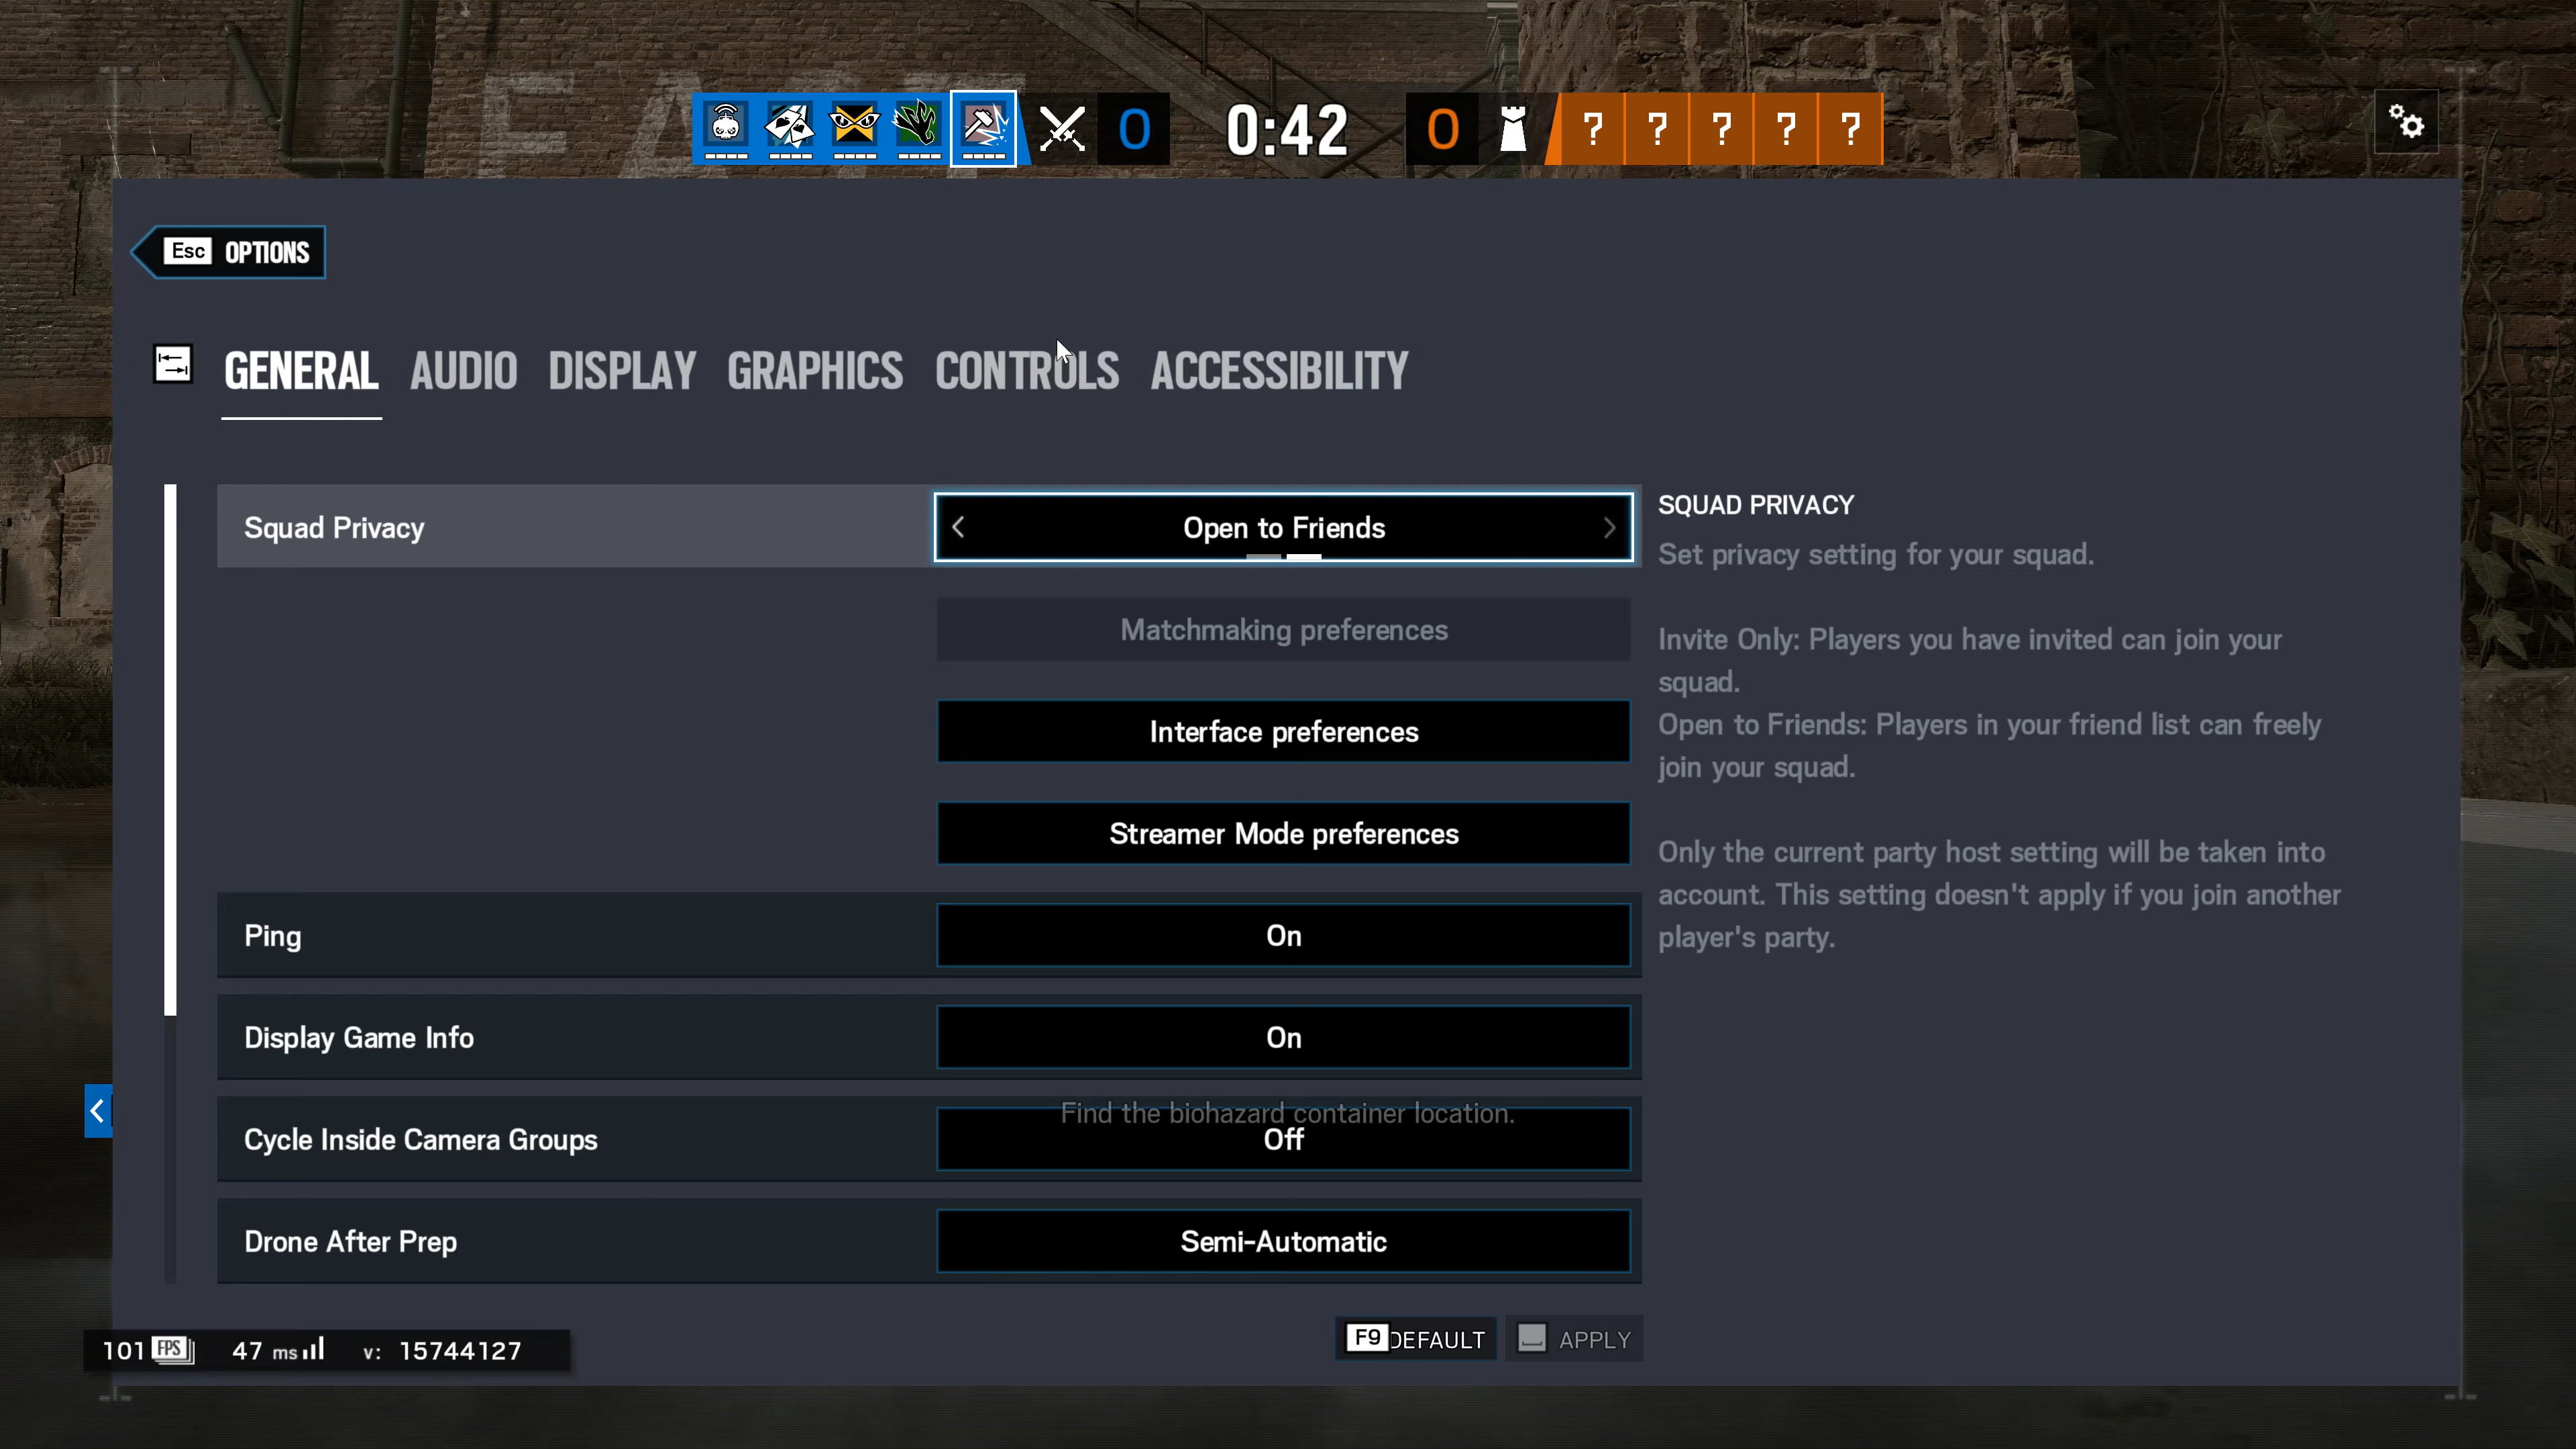 0
0:42
0
? ? ? ? ?
Esc OPTIONS
GENERAL AUDIO DISPLAY GRAPHICS CONTROLS ACCESSIBILITY
Squad Privacy
Open to Friends
Matchmaking preferences
Interface preferences
Streamer Mode preferences
Ping
On
Display Game Info
On
Find the biohazard container location.
Cycle Inside Camera Groups
Off
Drone After Prep
Semi-Automatic
SQUAD PRIVACY
Set privacy setting for your squad.
Invite Only: Players you have invited can join your
squad.
Open to Friends: Players in your friend list can freely
join your squad.
Only the current party host setting will be taken into
account. This setting doesn't apply if you join another
player's party.
F9 DEFAULT
APPLY
101 FPS 47 ms v: 15744127